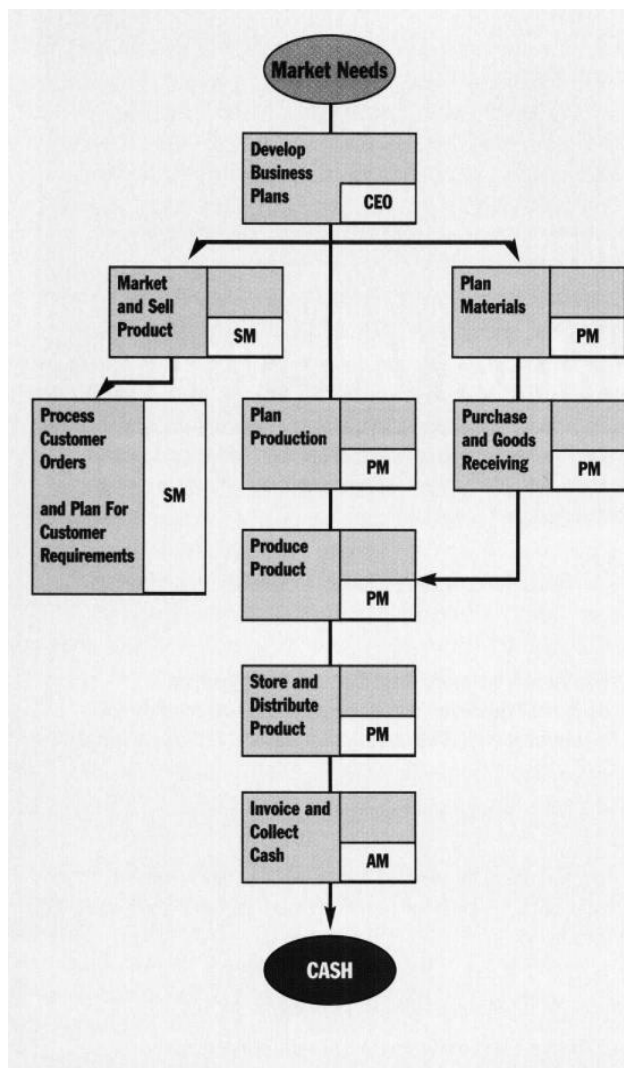 Market Needs
Develop
Business
Plans
CEO
Market
and Sell
Product
SM
Plan
Materials
PM
Process
Customer
Orders
and Plan For
Customer
Requirements
SM
Plan
Production
PM
Purchase
and Goods
Receiving
PM
Produce
Product
PM
Store and
Distribute
Product
PM
Invoice and
Collect
Cash
AM
CASH